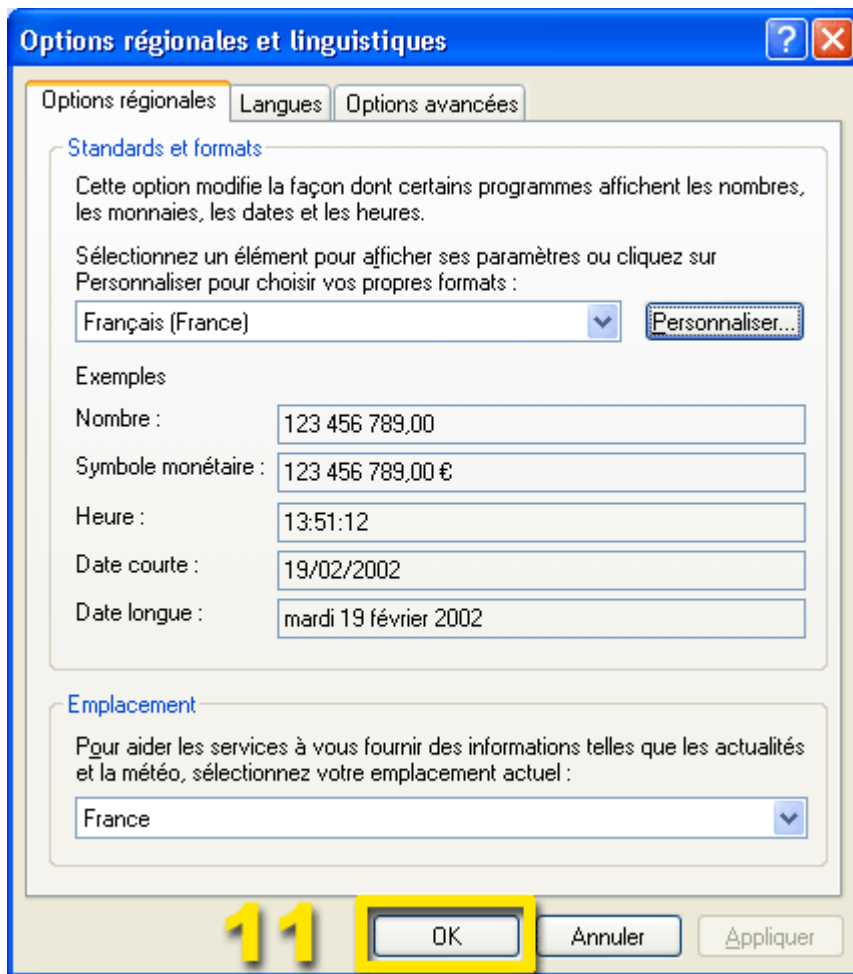 Options régionales et linguistiques
Options régionales
Langues
Options avancées
Standards et formats
Cette option modifie la façon dont certains programmes affichent les nombres,
les monnaies, les dates et les heures.
Sélectionnez un élément pour afficher ses paramètres ou cliquez sur
Personnaliser pour choisir vos propres formats :
Français (France)
Personnaliser...
Exemples
Nombre :
123 456 789,00
Symbole monétaire :
123 456 789,00 €
Heure :
13:51:12
Date courte :
19/02/2002
Date longue :
mardi 19 février 2002
Emplacement
Pour aider les services à vous fournir des informations telles que les actualités
et la météo, sélectionnez votre emplacement actuel :
France
11
OK
Annuler
Appliquer